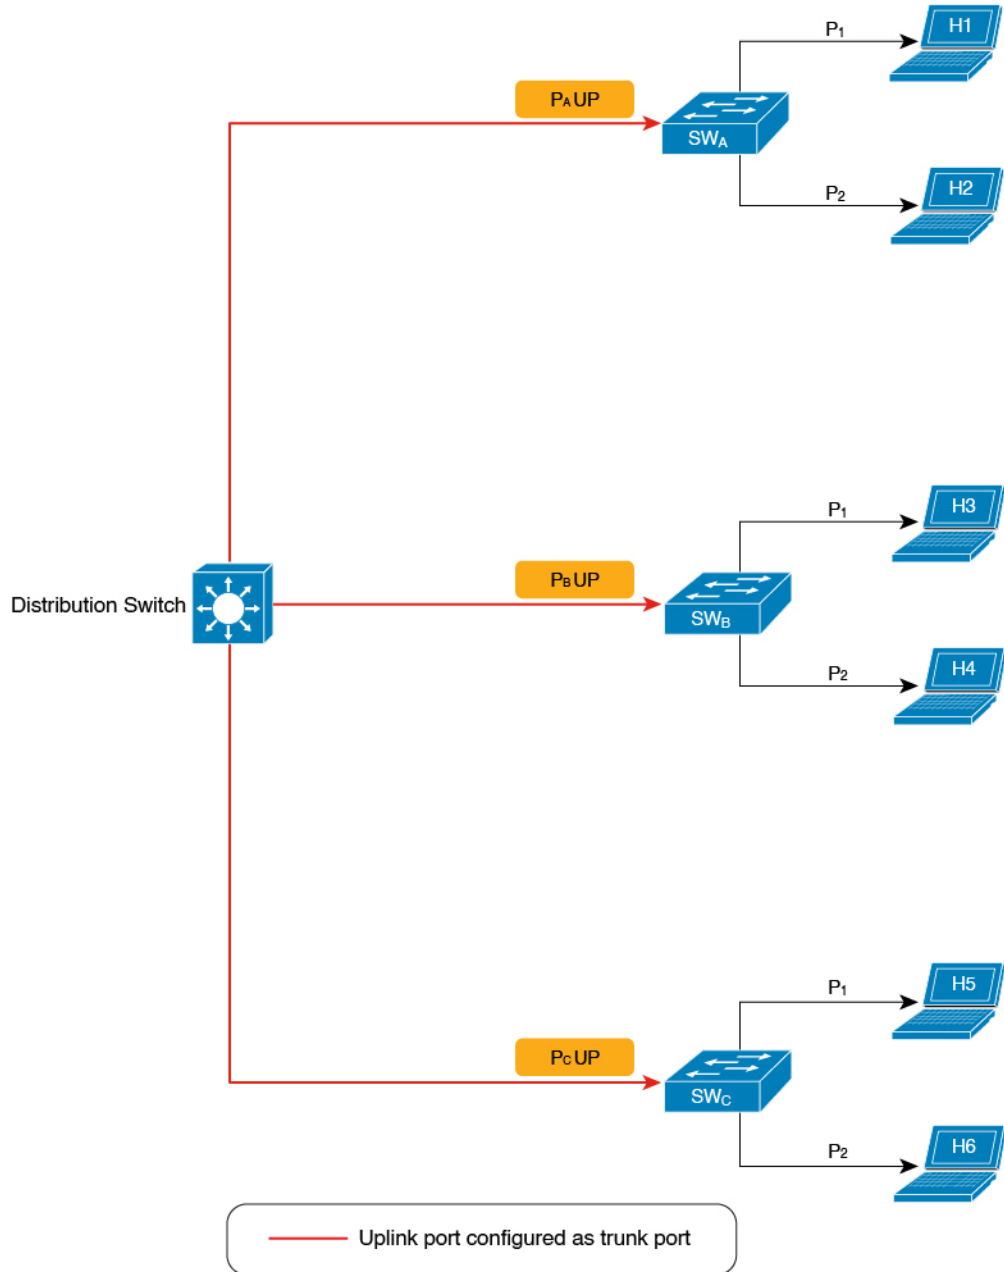 P₁
H1
PA UP
SWA
P₂
H2
P₁
H3
Distribution Switch
PB UP
SWB
P₂
H4
P₁
H5
PC UP
SWC
P₂
H6
Uplink port configured as trunk port